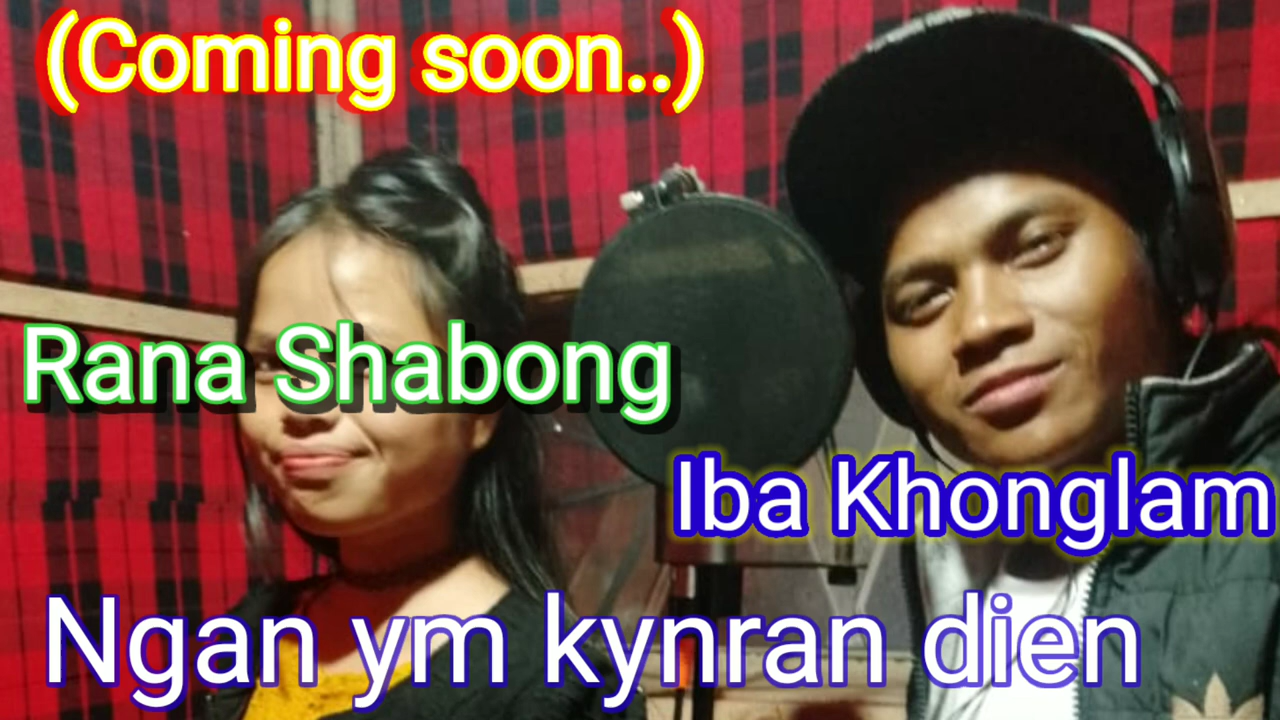 (Coming soon..)
Rana Shabong
Iba Khonglam
Ngan ym kynran dien